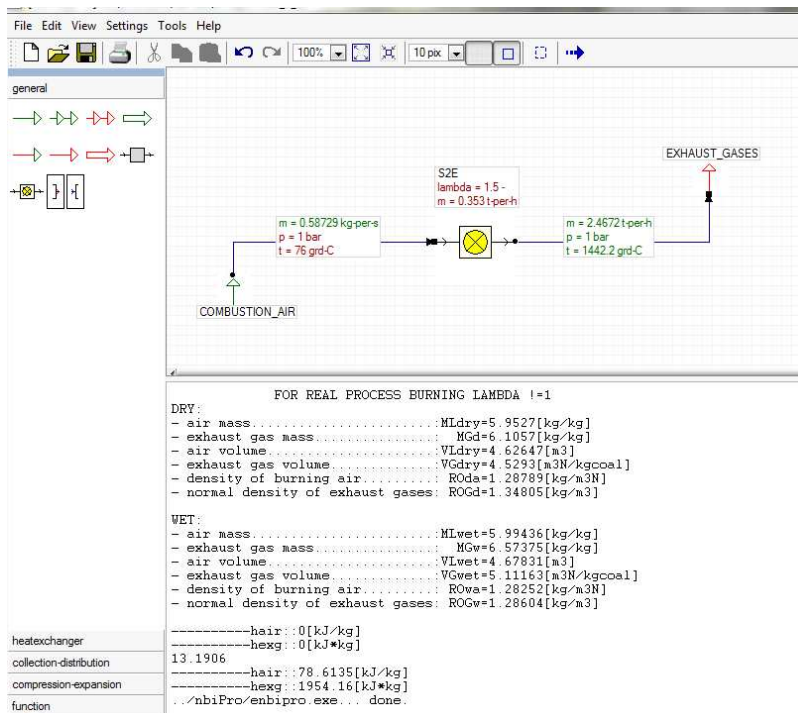 File Edit View Settings Tools Help
100%
10 pix
general
EXHAUST_GASES
S2E
lambda = 1.5 -
m = 0.353 t-per-h
m = 0.58729 kg-per-s
p = 1 bar
t = 76 grd-C
m = 2.4672 t-per-h
p = 1 bar
t = 1442.2 grd-C
COMBUSTION_AIR
FOR REAL PROCESS BURNING LAMBDA !=1
DRY:
- air mass.......................:MLdry=5.9527[kg/kg]
- exhaust gas mass...............: MGd=6.1057[kg/kg]
- air volume.....................:VLdry=4.62647[m3]
- exhaust gas volume.............:VGdry=4.5293[m3N/kgcoal]
- density of burning air.........: ROda=1.28789[kg/m3N]
- normal density of exhaust gases: ROGd=1.34805[kg/m3]
WET:
- air mass.......................:MLwet=5.99436[kg/kg]
- exhaust gas mass...............: MGw=6.57375[kg/kg]
- air volume.....................:VLwet=4.67831[m3]
- exhaust gas volume.............:VGwet=5.11163[m3N/kgcoal]
- density of burning air.........: ROwa=1.28252[kg/m3N]
- normal density of exhaust gases: ROGw=1.28604[kg/m3]
----------hair::0[kJ/kg]
----------hexg::0[kJ*kg]
13.1906
----------hair::78.6135[kJ/kg]
----------hexg::1954.16[kJ*kg]
../nbiPro/enbipro.exe... done.
heatexchanger
collection-distribution
compression-expansion
function